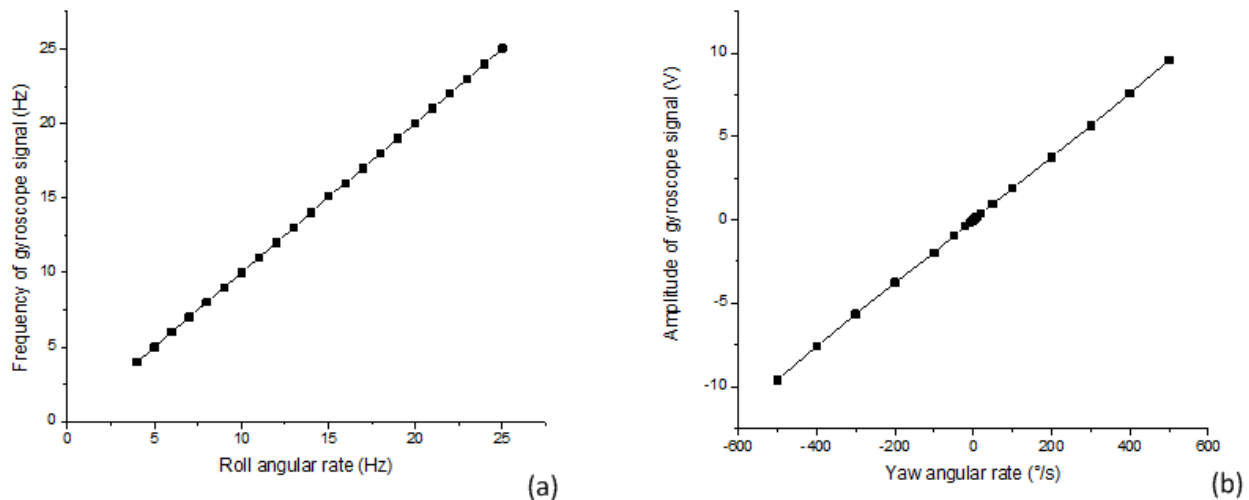 Frequency of gyroscope signal (Hz)
25
20
15
10
5
0
0 5 10 15 20 25
Roll angular rate (Hz)
(a)
Amplitude of gyroscope signal (V)
10
5
0
-5
-10
-600 -400 -200 0 200 400 600
Yaw angular rate (°/s)
(b)